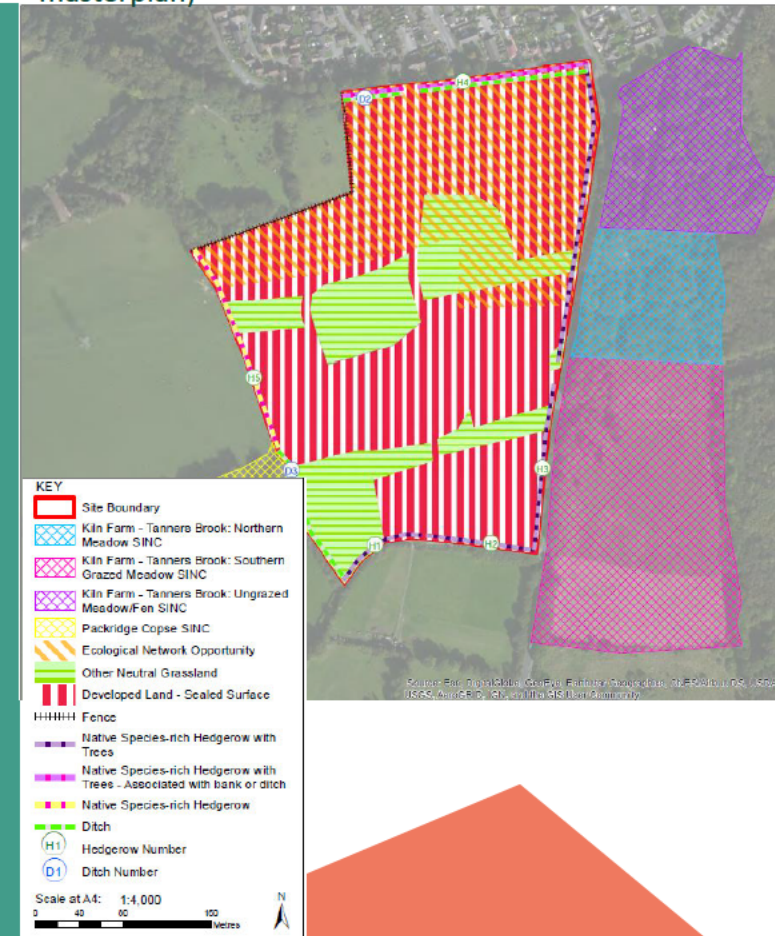 masterplan)
D2
H4
H5
D3
H3
H1
H2
KEY
Site Boundary
Kiln Farm - Tanners Brook: Northern
Meadow SINC
Kiln Farm - Tanners Brook: Southern
Grazed Meadow SINC
Kiln Farm - Tanners Brook: Ungrazed
Meadow/Fen SINC
Packridge Copse SINC
Ecological Network Opportunity
Other Neutral Grassland
Developed Land - Sealed Surface
Fence
Native Species-rich Hedgerow with
Trees
Native Species-rich Hedgerow with
Trees - Associated with bank or ditch
Native Species-rich Hedgerow
Ditch
H1 Hedgerow Number
D1 Ditch Number
Scale at A4: 1:4,000
N
0 40 80 160
Metres
GIS User Community